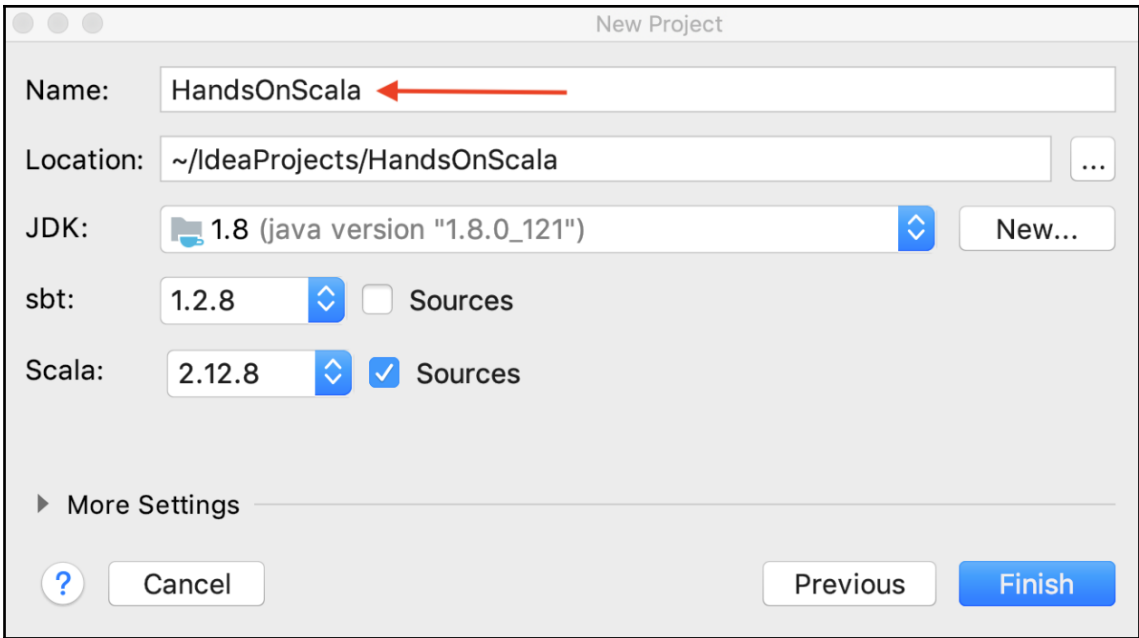 New Project
Name: HandsOnScala
Location: ~/IdeaProjects/HandsOnScala ...
JDK: 1.8 (java version "1.8.0_121") New...
sbt: 1.2.8 Sources
Scala: 2.12.8 Sources
More Settings
? Cancel Previous Finish